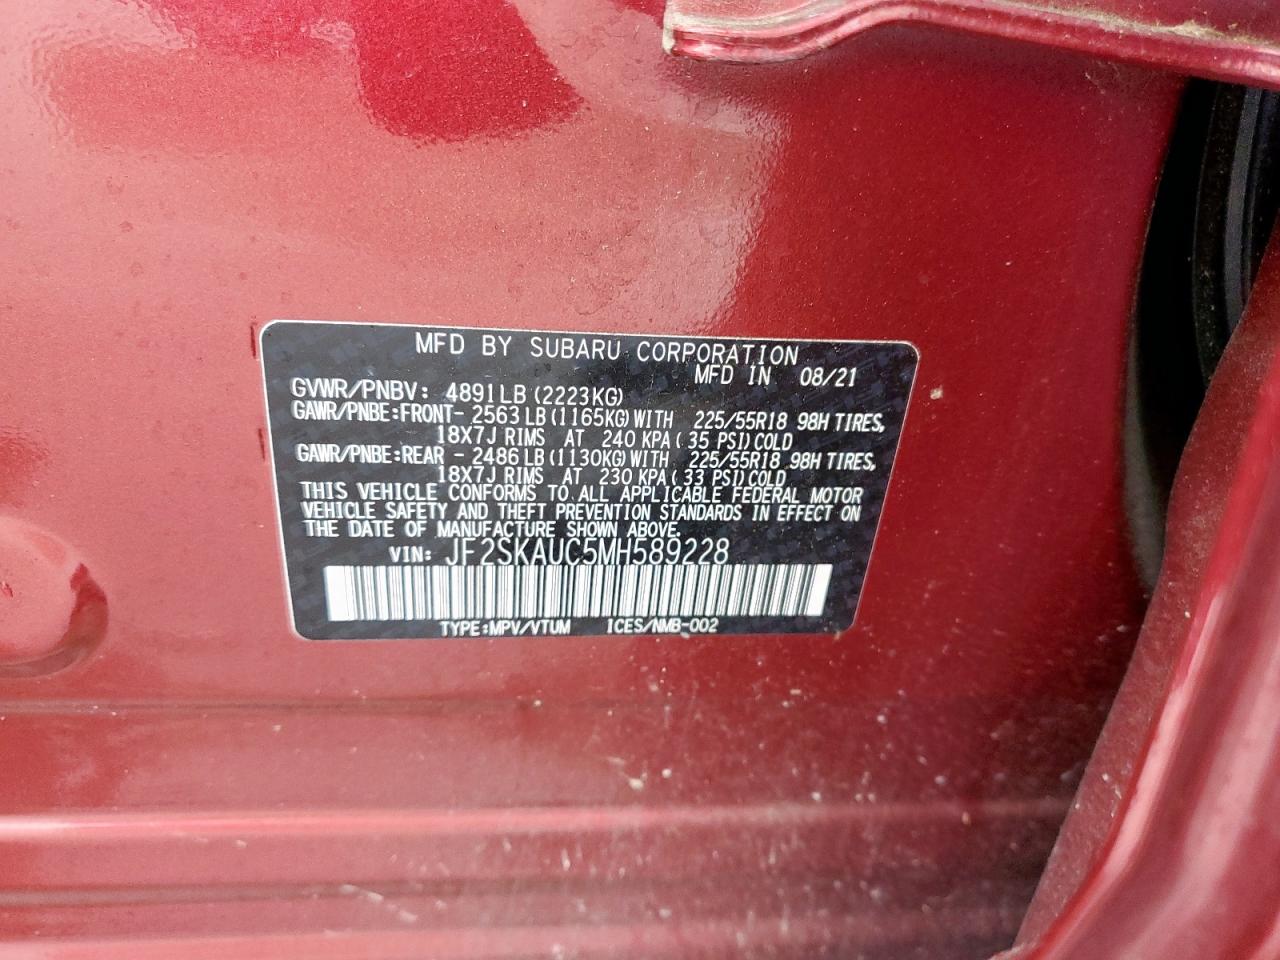 MFD BY SUBARU CORPORATION
MFD IN 08/21
GVWR/PNBV: 4891LB (2223KG)
GAWR/PNBE:FRONT- 2563LB(1165KG)WITH 225/55R18 98H TIRES,
18X7J RIMS AT 240 KPA( 35 PSI)COLD
GAWR/PNBE:REAR - 2486LB(1130KG)WITH 225/55R18 98H TIRES,
18X7J RIMS AT 230 KPA( 33 PSI)COLD
THIS VEHICLE CONFORMS TO ALL APPLICABLE FEDERAL MOTOR
VEHICLE SAFETY AND THEFT PREVENTION STANDARDS IN EFFECT ON
THE DATE OF MANUFACTURE SHOWN ABOVE.
VIN: JF2SKAUC5MH589228
TYPE:MPV/VTUM ICES/NMB-002